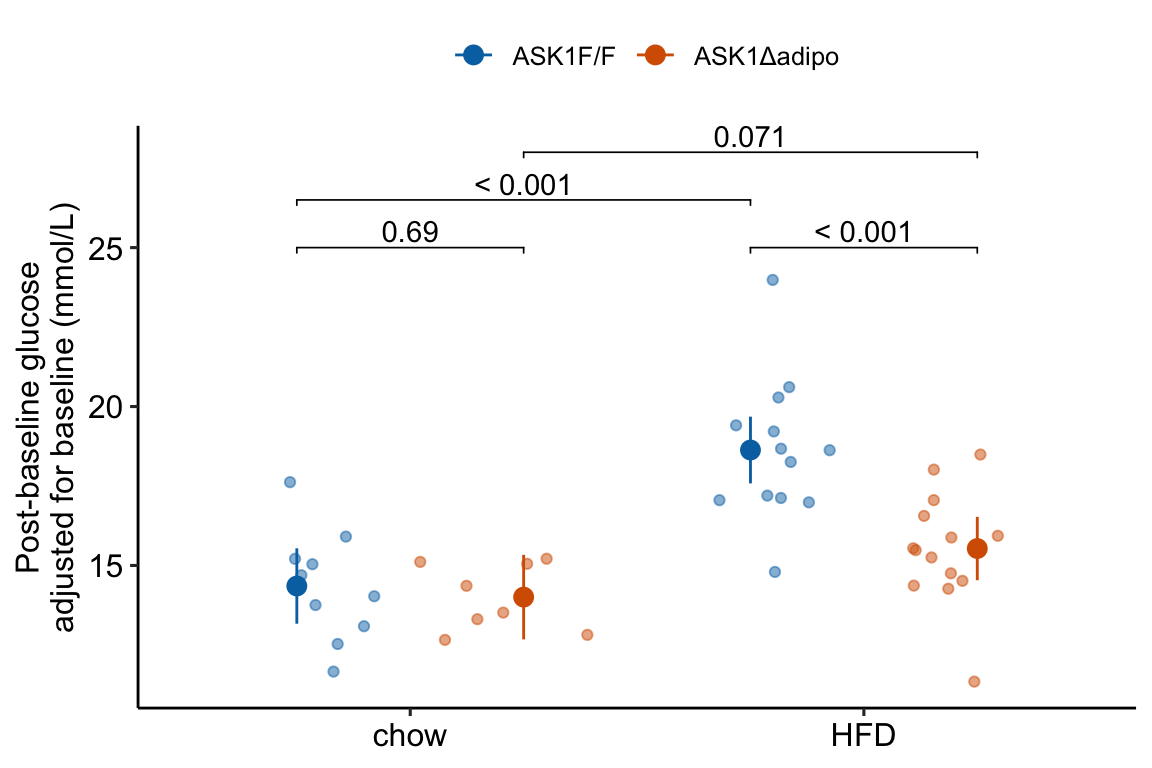 ASK1F/F ASK1Δadipo
0.071
< 0.001
0.69
< 0.001
Post-baseline glucose
adjusted for baseline (mmol/L)
25
20
15
chow
HFD